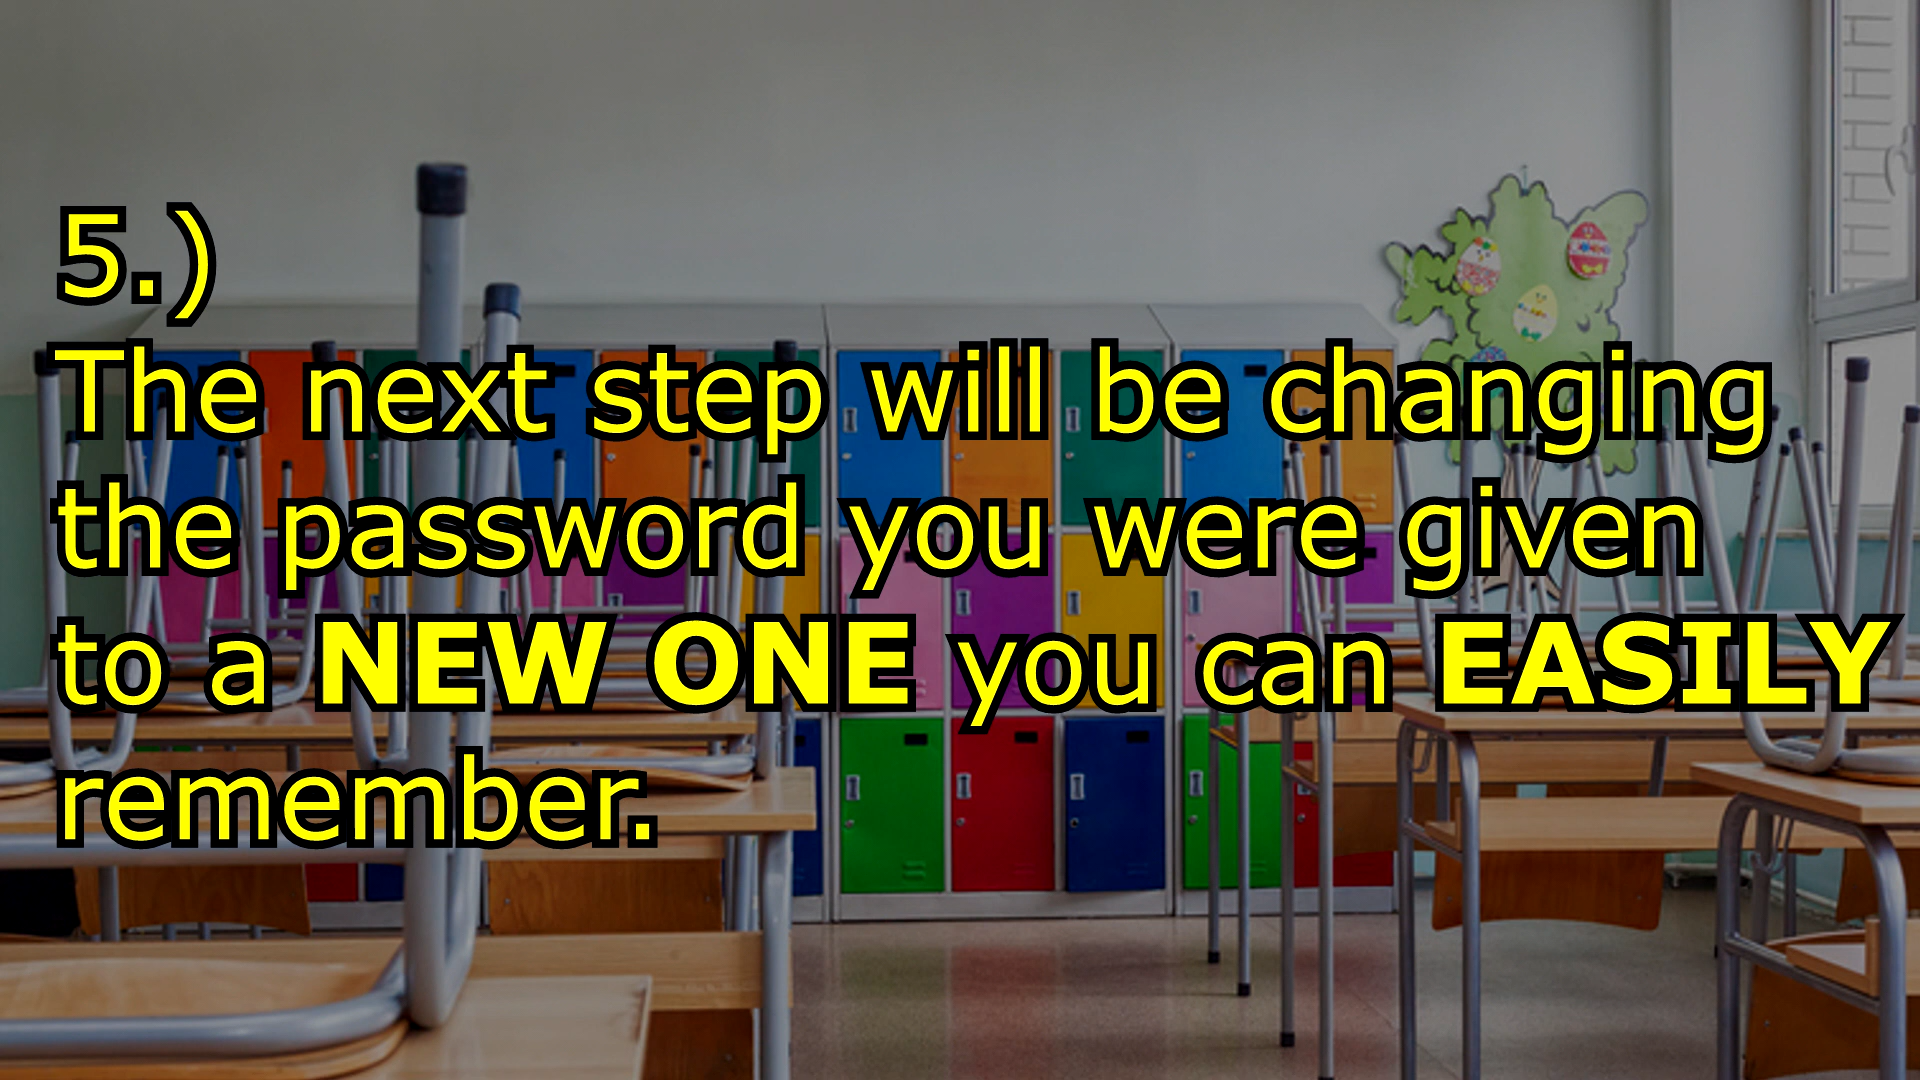 5.)
The next step will be changing
the password you were given
to a NEW ONE you can EASILY
remember.